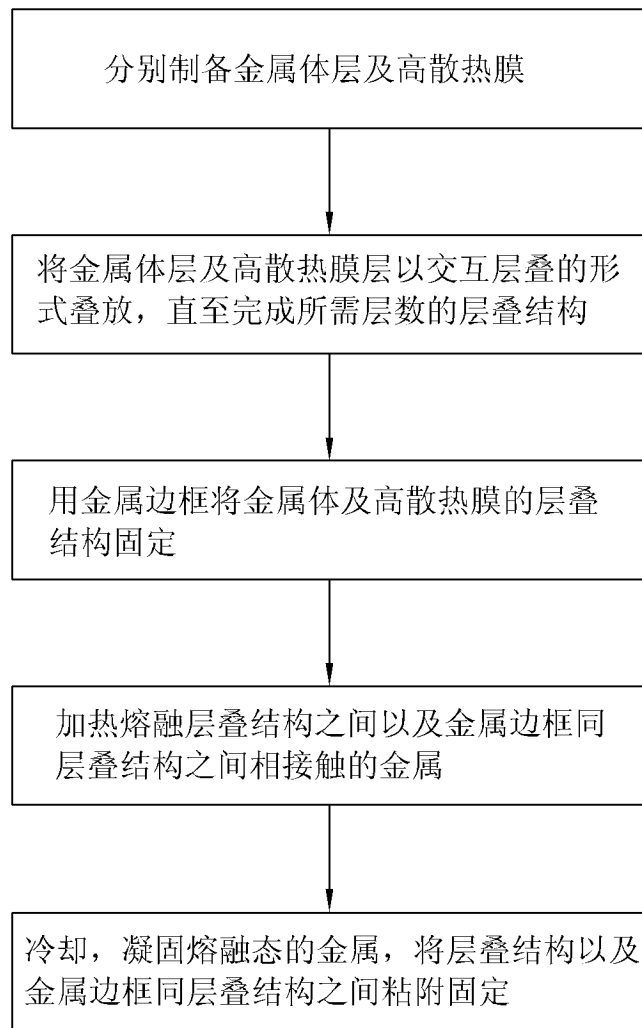 分别制备金属体层及高散热膜
将金属体层及高散热膜层以交互层叠的形
式叠放，直至完成所需层数的层叠结构
用金属边框将金属体及高散热膜的层叠
结构固定
加热熔融层叠结构之间以及金属边框同
层叠结构之间相接触的金属
冷却，凝固熔融态的金属，将层叠结构以及
金属边框同层叠结构之间粘附固定